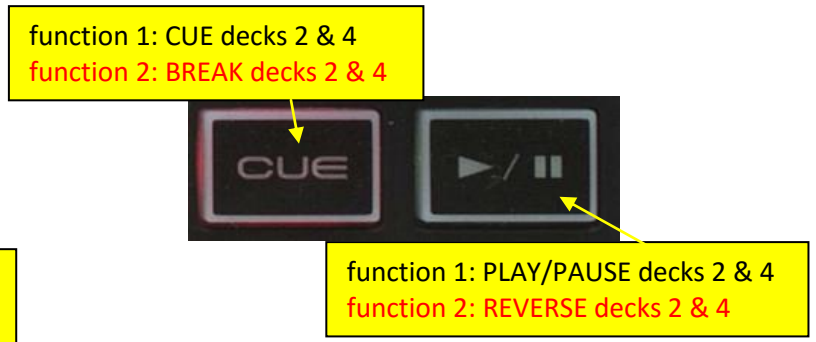 function 1: CUE decks 2 & 4
function 2: BREAK decks 2 & 4
CUE
function 1: PLAY/PAUSE decks 2 & 4
function 2: REVERSE decks 2 & 4